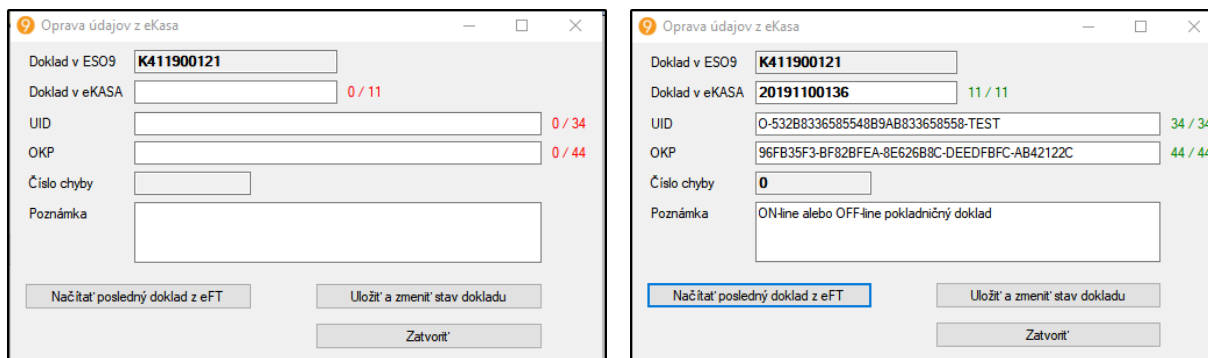 Oprava údajov z eKasa
Doklad v ESO9 K411900121
Doklad v eKASA 0 / 11
UID 0 / 34
OKP 0 / 44
Číslo chyby
Poznámka
Načítať posledný doklad z eFT Uložiť a zmeniť stav dokladu
Zatvoriť
Oprava údajov z eKasa
Doklad v ESO9 K411900121
Doklad v eKASA 20191100136 11 / 11
UID O-532B8336585548B9AB833658558-TEST 34 / 34
OKP 96FB35F3-BF82BFEA-8E626B8C-DEEDFBFC-AB42122C 44 / 44
Číslo chyby 0
Poznámka ON-line alebo OFF-line pokladničný doklad
Načítať posledný doklad z eFT Uložiť a zmeniť stav dokladu
Zatvoriť